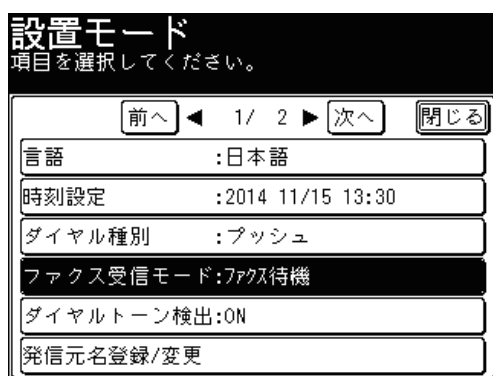 設置モード
項目を選択してください。
前へ ◀ 1/ 2 ▶ 次へ 閉じる
言語 :日本語
時刻設定 :2014 11/15 13:30
ダイヤル種別 :プッシュ
ファクス受信モード:ﾌｧｸｽ待機
ダイヤルトーン検出:ON
発信元名登録/変更